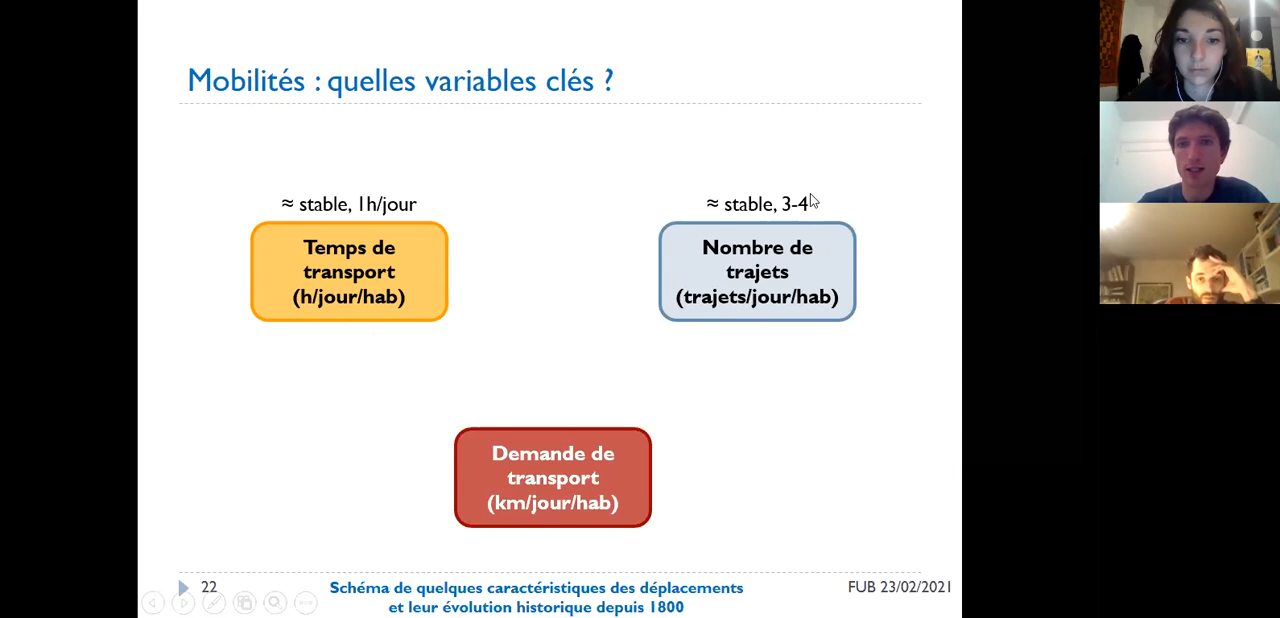 Mobilités : quelles variables clés ?
≈ stable, 1h/jour
Temps de
transport
(h/jour/hab)
≈ stable, 3-4
Nombre de
trajets
(trajets/jour/hab)
Demande de
transport
(km/jour/hab)
22
Schéma de quelques caractéristiques des déplacements
et leur évolution historique depuis 1800
FUB 23/02/2021